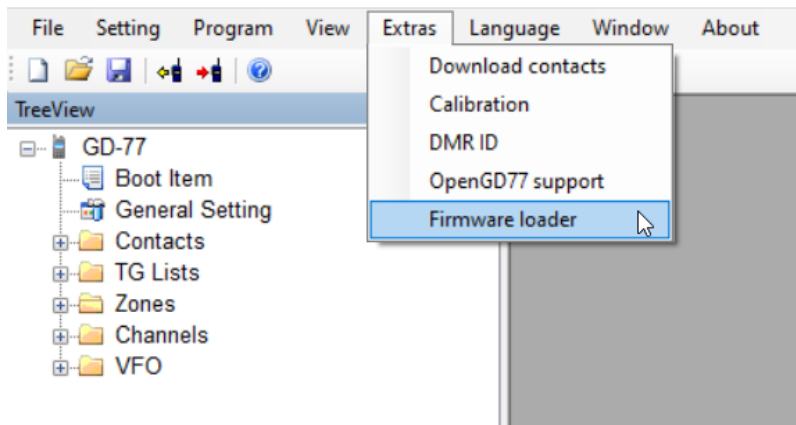 File Setting Program View Extras Language Window About
Download contacts
TreeView
Calibration
GD-77
DMR ID
Boot Item
OpenGD77 support
General Setting
Firmware loader
Contacts
TG Lists
Zones
Channels
VFO